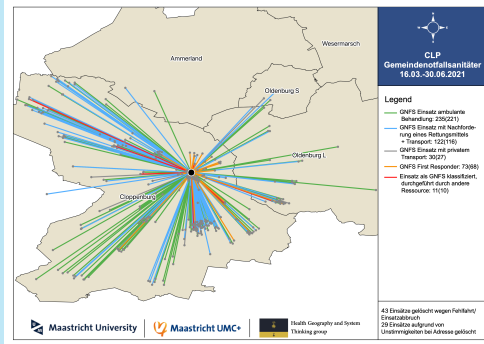 Wesermarsch
Ammerland
Oldenburg S
Oldenburg L
Cloppenburg
CLP
Gemeindenotfallsanitäter
16.03.-30.06.2021
Legend
GNFS Einsatz ambulante
Behandlung: 235(221)
GNFS Einsatz mit Nachforde-
rung eines Rettungsmittels
+ Transport: 122(116)
GNFS Einsatz mit privatem
Transport: 30(27)
GNFS First Responder: 73(68)
Einsatz als GNFS klassifiziert,
durchgeführt durch andere
Ressource: 11(10)
43 Einsätze gelöscht wegen Fehlfahrt/
Einsatzabbruch
29 Einsätze aufgrund von
Unstimmigkeiten bei Adresse gelöscht
Maastricht University
Maastricht UMC+
Health Geography and System
Thinking group